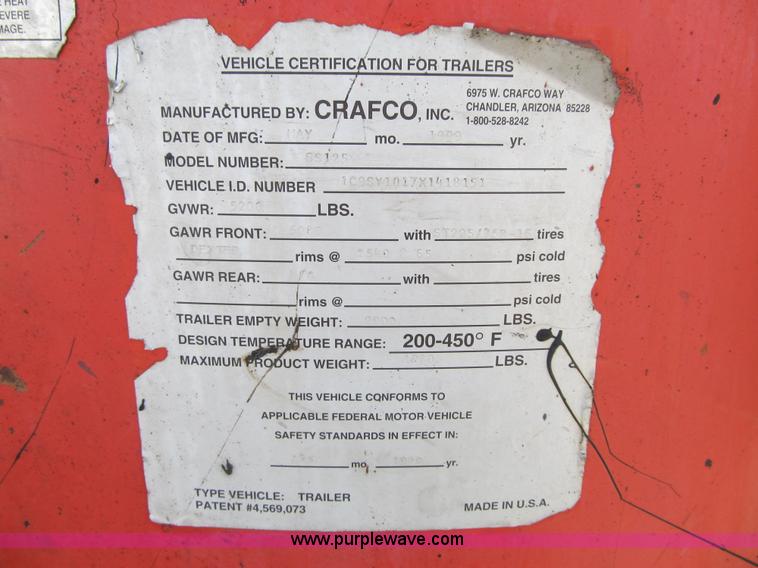 HEAT
SEVERE
VEHICLE CERTIFICATION FOR TRAILERS
MANUFACTURED BY: CRAFCO, INC.
6975 W. CRAFCO WAY
CHANDLER, ARIZONA 85228
1-800-528-8242
DATE OF MFG: MAY mo. yr.
MODEL NUMBER:
VEHICLE I.D. NUMBER
GVWR: 5200 LBS.
GAWR FRONT: with tires
rims @ psi cold
GAWR REAR: with tires
rims @ psi cold
TRAILER EMPTY WEIGHT: LBS.
DESIGN TEMPERATURE RANGE: 200-450° F
MAXIMUM PRODUCT WEIGHT: LBS.
THIS VEHICLE CONFORMS TO
APPLICABLE FEDERAL MOTOR VEHICLE
SAFETY STANDARDS IN EFFECT IN:
mo. yr.
TYPE VEHICLE: TRAILER
PATENT #4,569,073
MADE IN U.S.A.
www.purplewave.com